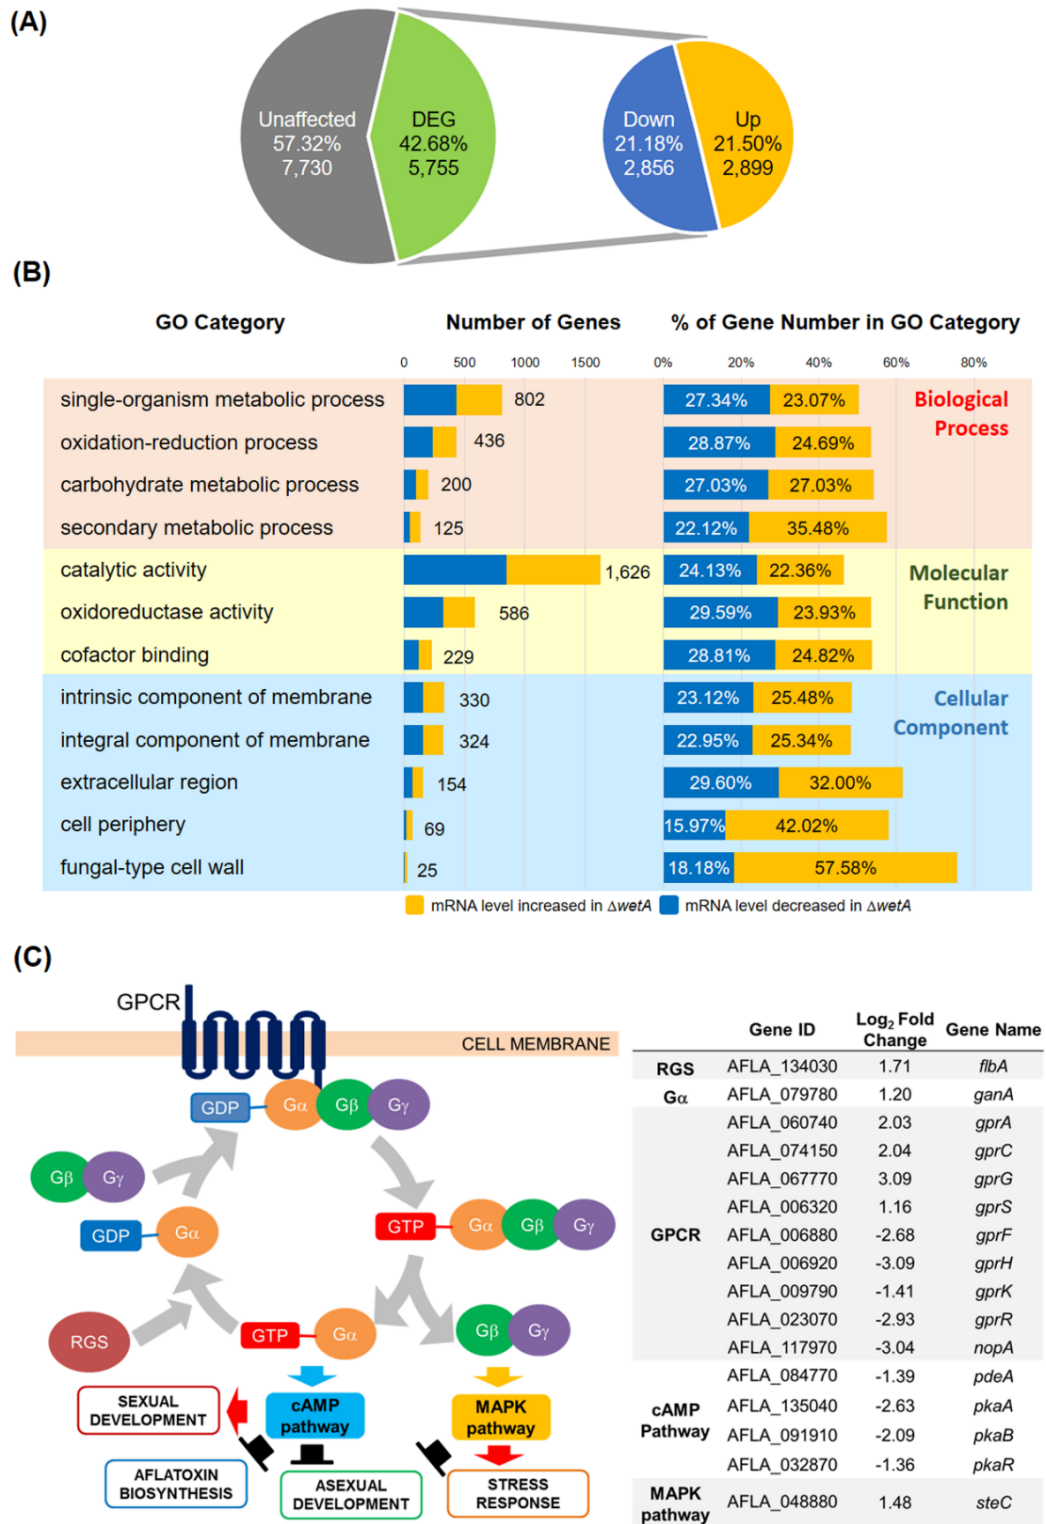 (A)
Unaffected
57.32%
7,730
DEG
42.68%
5,755
Down
21.18%
2,856
Up
21.50%
2,899
(B)
GO Category Number of Genes % of Gene Number in GO Category
0 500 1000 1500 0% 20% 40% 60% 80%
single-organism metabolic process 802 27.34% 23.07%
oxidation-reduction process 436 28.87% 24.69%
carbohydrate metabolic process 200 27.03% 27.03%
secondary metabolic process 125 22.12% 35.48%
Biological
Process
catalytic activity 1,626 24.13% 22.36%
oxidoreductase activity 586 29.59% 23.93%
cofactor binding 229 28.81% 24.82%
Molecular
Function
intrinsic component of membrane 330 23.12% 25.48%
integral component of membrane 324 22.95% 25.34%
extracellular region 154 29.60% 32.00%
cell periphery 69 15.97% 42.02%
fungal-type cell wall 25 18.18% 57.58%
Cellular
Component
mRNA level increased in ΔwetA mRNA level decreased in ΔwetA
(C)
GPCR
CELL MEMBRANE
GDP Gα Gβ Gγ
Gβ Gγ
GDP Gα
GTP Gα Gβ Gγ
RGS
GTP Gα
Gβ Gγ
SEXUAL
DEVELOPMENT
cAMP
pathway
MAPK
pathway
AFLATOXIN
BIOSYNTHESIS
ASEXUAL
DEVELOPMENT
STRESS
RESPONSE
Gene ID Log2 Fold Change Gene Name
RGS AFLA_134030 1.71 flbA
Gα AFLA_079780 1.20 ganA
GPCR
AFLA_060740 2.03 gprA
AFLA_074150 2.04 gprC
AFLA_067770 3.09 gprG
AFLA_006320 1.16 gprS
AFLA_006880 -2.68 gprF
AFLA_006920 -3.09 gprH
AFLA_009790 -1.41 gprK
AFLA_023070 -2.93 gprR
AFLA_117970 -3.04 nopA
cAMP
Pathway
AFLA_084770 -1.39 pdeA
AFLA_135040 -2.63 pkaA
AFLA_091910 -2.09 pkaB
AFLA_032870 -1.36 pkaR
MAPK
pathway
AFLA_048880 1.48 steC